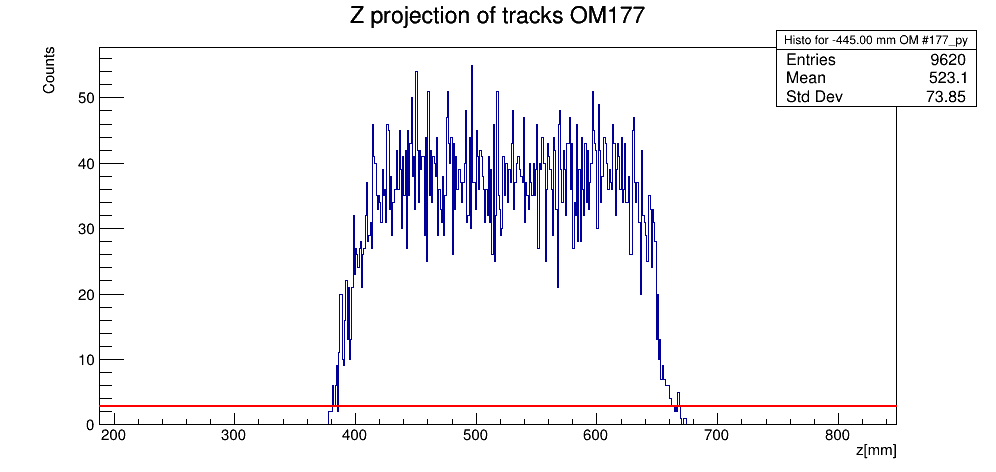 Z projection of tracks OM177
Histo for -445.00 mm OM #177_py
Entries 9620
Mean 523.1
Std Dev 73.85
Counts
50
40
30
20
10
0
200 300 400 500 600 700 800
z[mm]